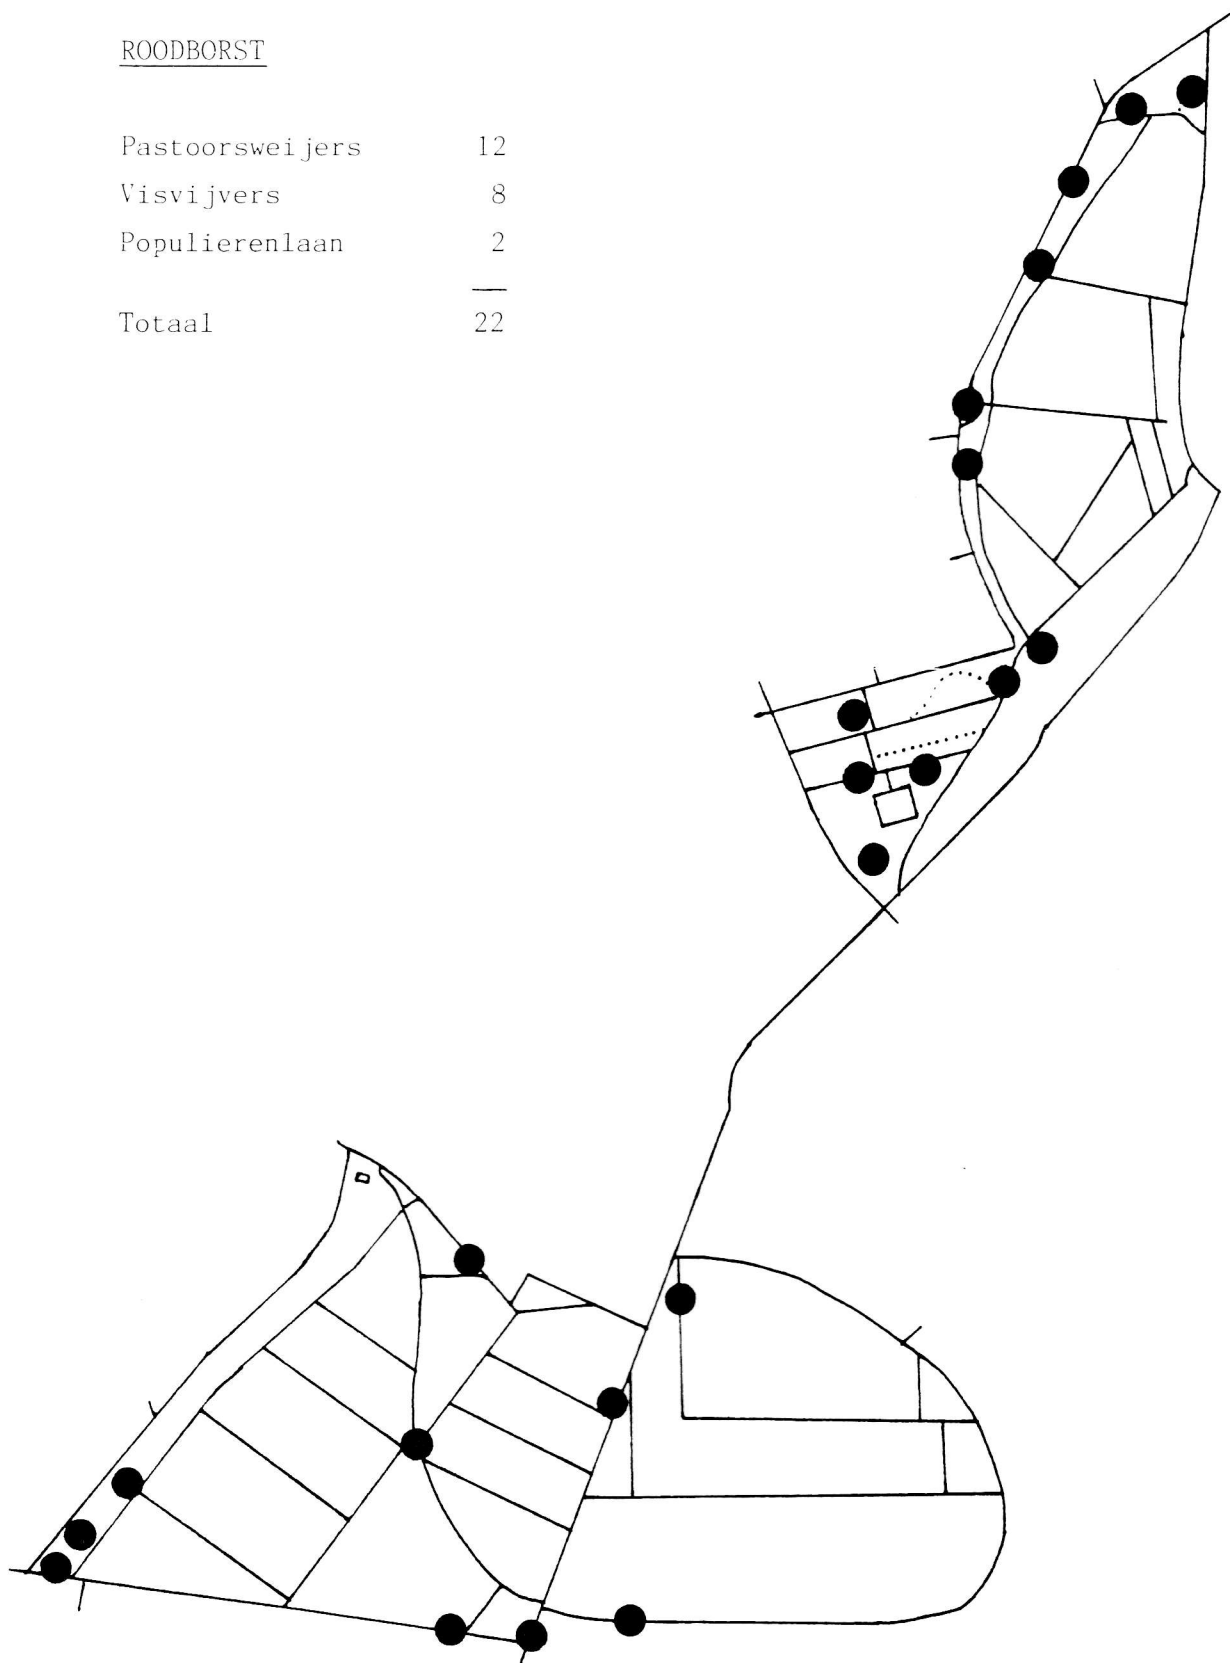 ROODBORST
Pastoorsweijers 12
Visvijvers 8
Populierenlaan 2
Totaal 22